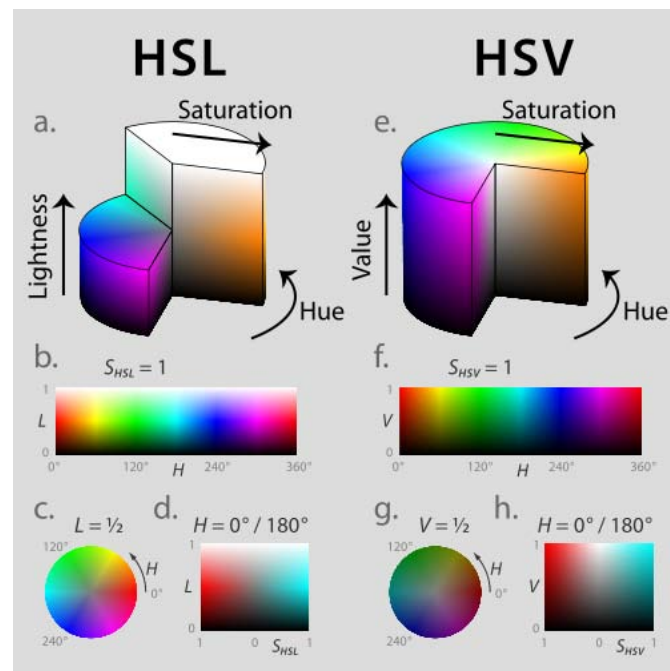 HSL
HSV
a.
Saturation
Lightness
Hue
e.
Saturation
Value
Hue
b.
S_HSL = 1
1
L
0
0°
120°
H
240°
360°
f.
S_HSV = 1
1
V
0
0°
120°
H
240°
360°
c.
L = ½
120°
H
0°
240°
d.
H = 0° / 180°
1
L
0
1
0
S_HSL
1
g.
V = ½
120°
H
0°
240°
h.
H = 0° / 180°
1
V
0
1
0
S_HSV
1